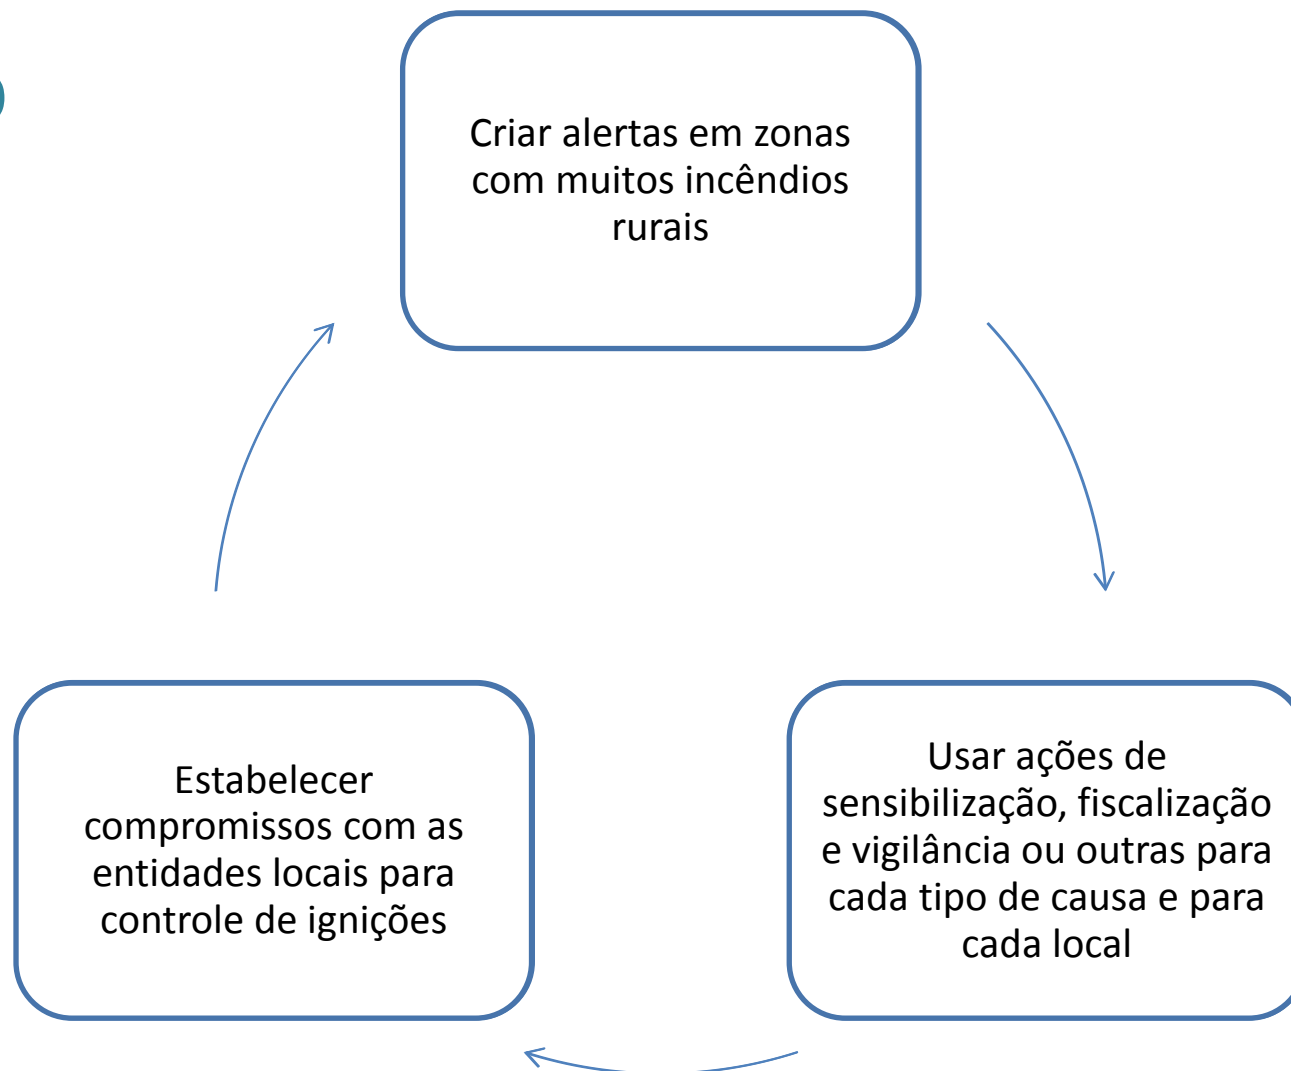 Criar alertas em zonas
com muitos incêndios
rurais
Estabelecer
compromissos com as
entidades locais para
controle de ignições
Usar ações de
sensibilização, fiscalização
e vigilância ou outras para
cada tipo de causa e para
cada local